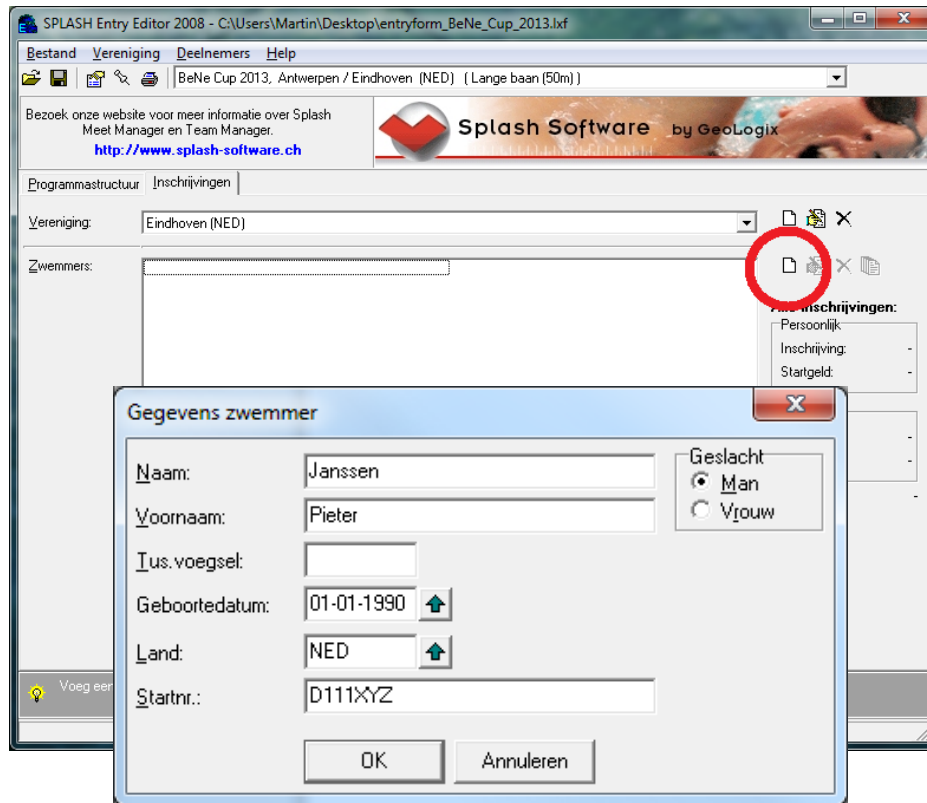 SPLASH Entry Editor 2008 - C:\Users\Martin\Desktop\entryform_BeNe_Cup_2013.lxf
Bestand Vereniging Deelnemers Help
BeNe Cup 2013, Antwerpen / Eindhoven (NED) ( Lange baan (50m) )
Bezoek onze website voor meer informatie over Splash
Meet Manager en Team Manager.
http://www.splash-software.ch
Splash Software by GeoLogix
Programmastructuur Inschrijvingen
Vereniging: Eindhoven (NED)
Zwemmers:
Alle inschrijvingen:
Persoonlijk
Inschrijving: -
Startgeld: -
-
-
-
Gegevens zwemmer
Naam: Janssen
Voornaam: Pieter
Tus.voegsel:
Geboortedatum: 01-01-1990
Land: NED
Startnr.: D111XYZ
Geslacht
Man
Vrouw
OK Annuleren
Voeg een